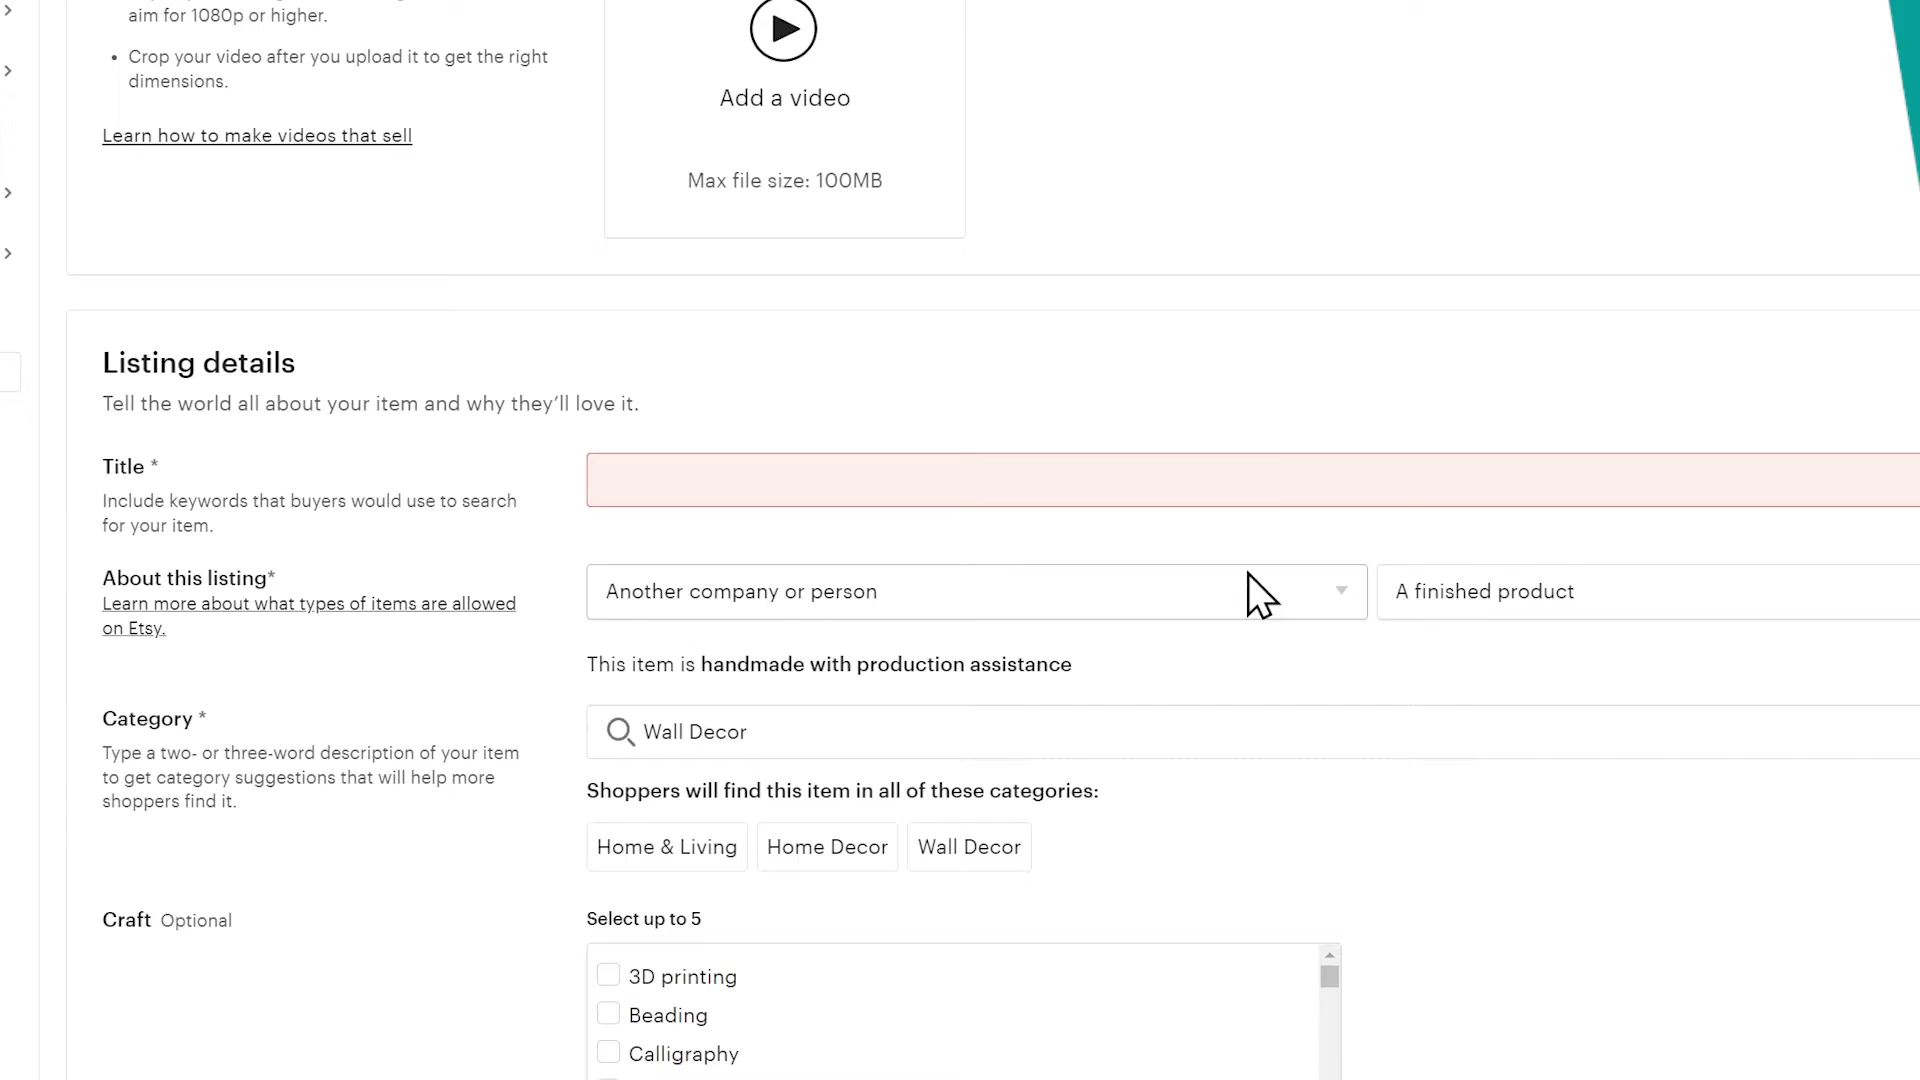 aim for 1080p or higher.
• Crop your video after you upload it to get the right
dimensions.
Learn how to make videos that sell
Add a video
Max file size: 100MB
Listing details
Tell the world all about your item and why they’ll love it.
Title *
Include keywords that buyers would use to search
for your item.
About this listing*
Learn more about what types of items are allowed
on Etsy.
Another company or person
A finished product
This item is handmade with production assistance
Category *
Type a two- or three-word description of your item
to get category suggestions that will help more
shoppers find it.
Wall Decor
Shoppers will find this item in all of these categories:
Home & Living
Home Decor
Wall Decor
Craft Optional
Select up to 5
3D printing
Beading
Calligraphy